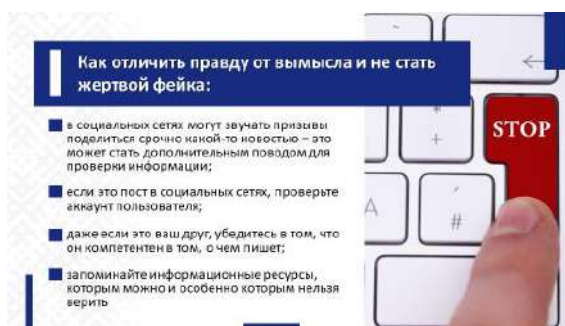 Как отличить правду от вымысла и не стать
жертвой фейка:
в социальных сетях могут звучать призывы
поделиться срочно какой-то новостью – это
может стать дополнительным поводом для
проверки информации;
если это пост в социальных сетях, проверьте
аккаунт пользователя;
даже если это ваш друг, убедитесь в том, что
он компетентен в том, о чем пишет;
запоминайте информационные ресурсы,
которым можно и особенно которым нельзя
верить
STOP
*
+
A
#